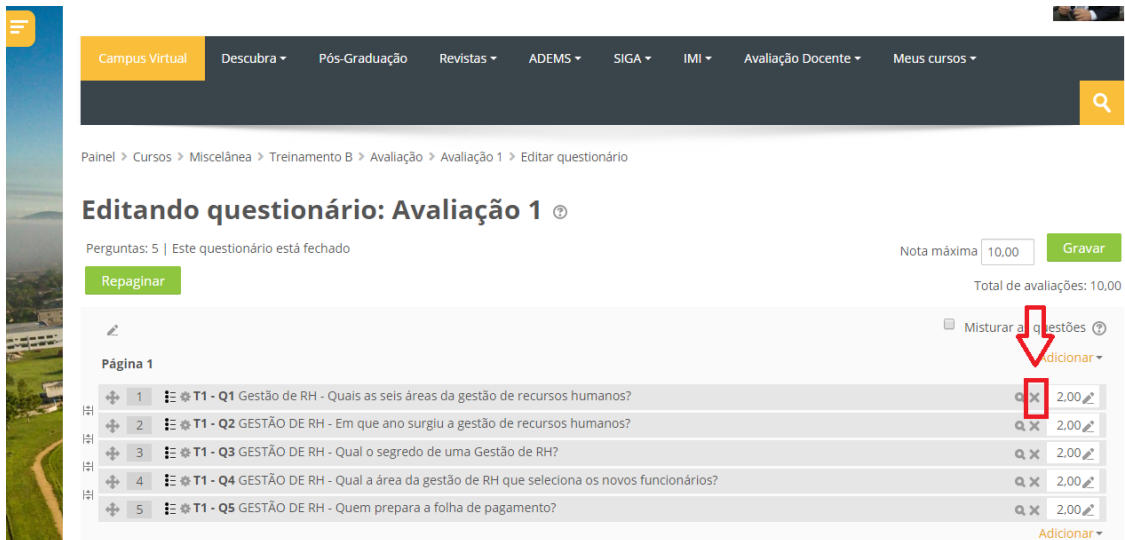 Campus Virtual Descubra Pós-Graduação Revistas ADEMS SIGA IMI Avaliação Docente Meus cursos
Painel > Cursos > Miscelânea > Treinamento B > Avaliação > Avaliação 1 > Editar questionário
Editando questionário: Avaliação 1
Perguntas: 5 | Este questionário está fechado
Nota máxima 10,00 Gravar
Repaginar
Total de avaliações: 10,00
Misturar as questões
Página 1
Adicionar
1 T1 - Q1 Gestão de RH - Quais as seis áreas da gestão de recursos humanos? 2,00
2 T1 - Q2 GESTÃO DE RH - Em que ano surgiu a gestão de recursos humanos? 2,00
3 T1 - Q3 GESTÃO DE RH - Qual o segredo de uma Gestão de RH? 2,00
4 T1 - Q4 GESTÃO DE RH - Qual a área da gestão de RH que seleciona os novos funcionários? 2,00
5 T1 - Q5 GESTÃO DE RH - Quem prepara a folha de pagamento? 2,00
Adicionar